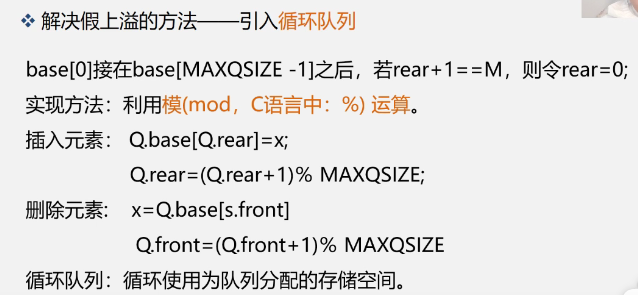 ❖ 解决假上溢的方法——引入循环队列
base[0]接在base[MAXQSIZE -1]之后，若rear+1==M，则令rear=0;
实现方法：利用模(mod，C语言中：%) 运算。
插入元素： Q.base[Q.rear]=x;
Q.rear=(Q.rear+1)% MAXQSIZE;
删除元素: x=Q.base[s.front]
Q.front=(Q.front+1)% MAXQSIZE
循环队列：循环使用为队列分配的存储空间。